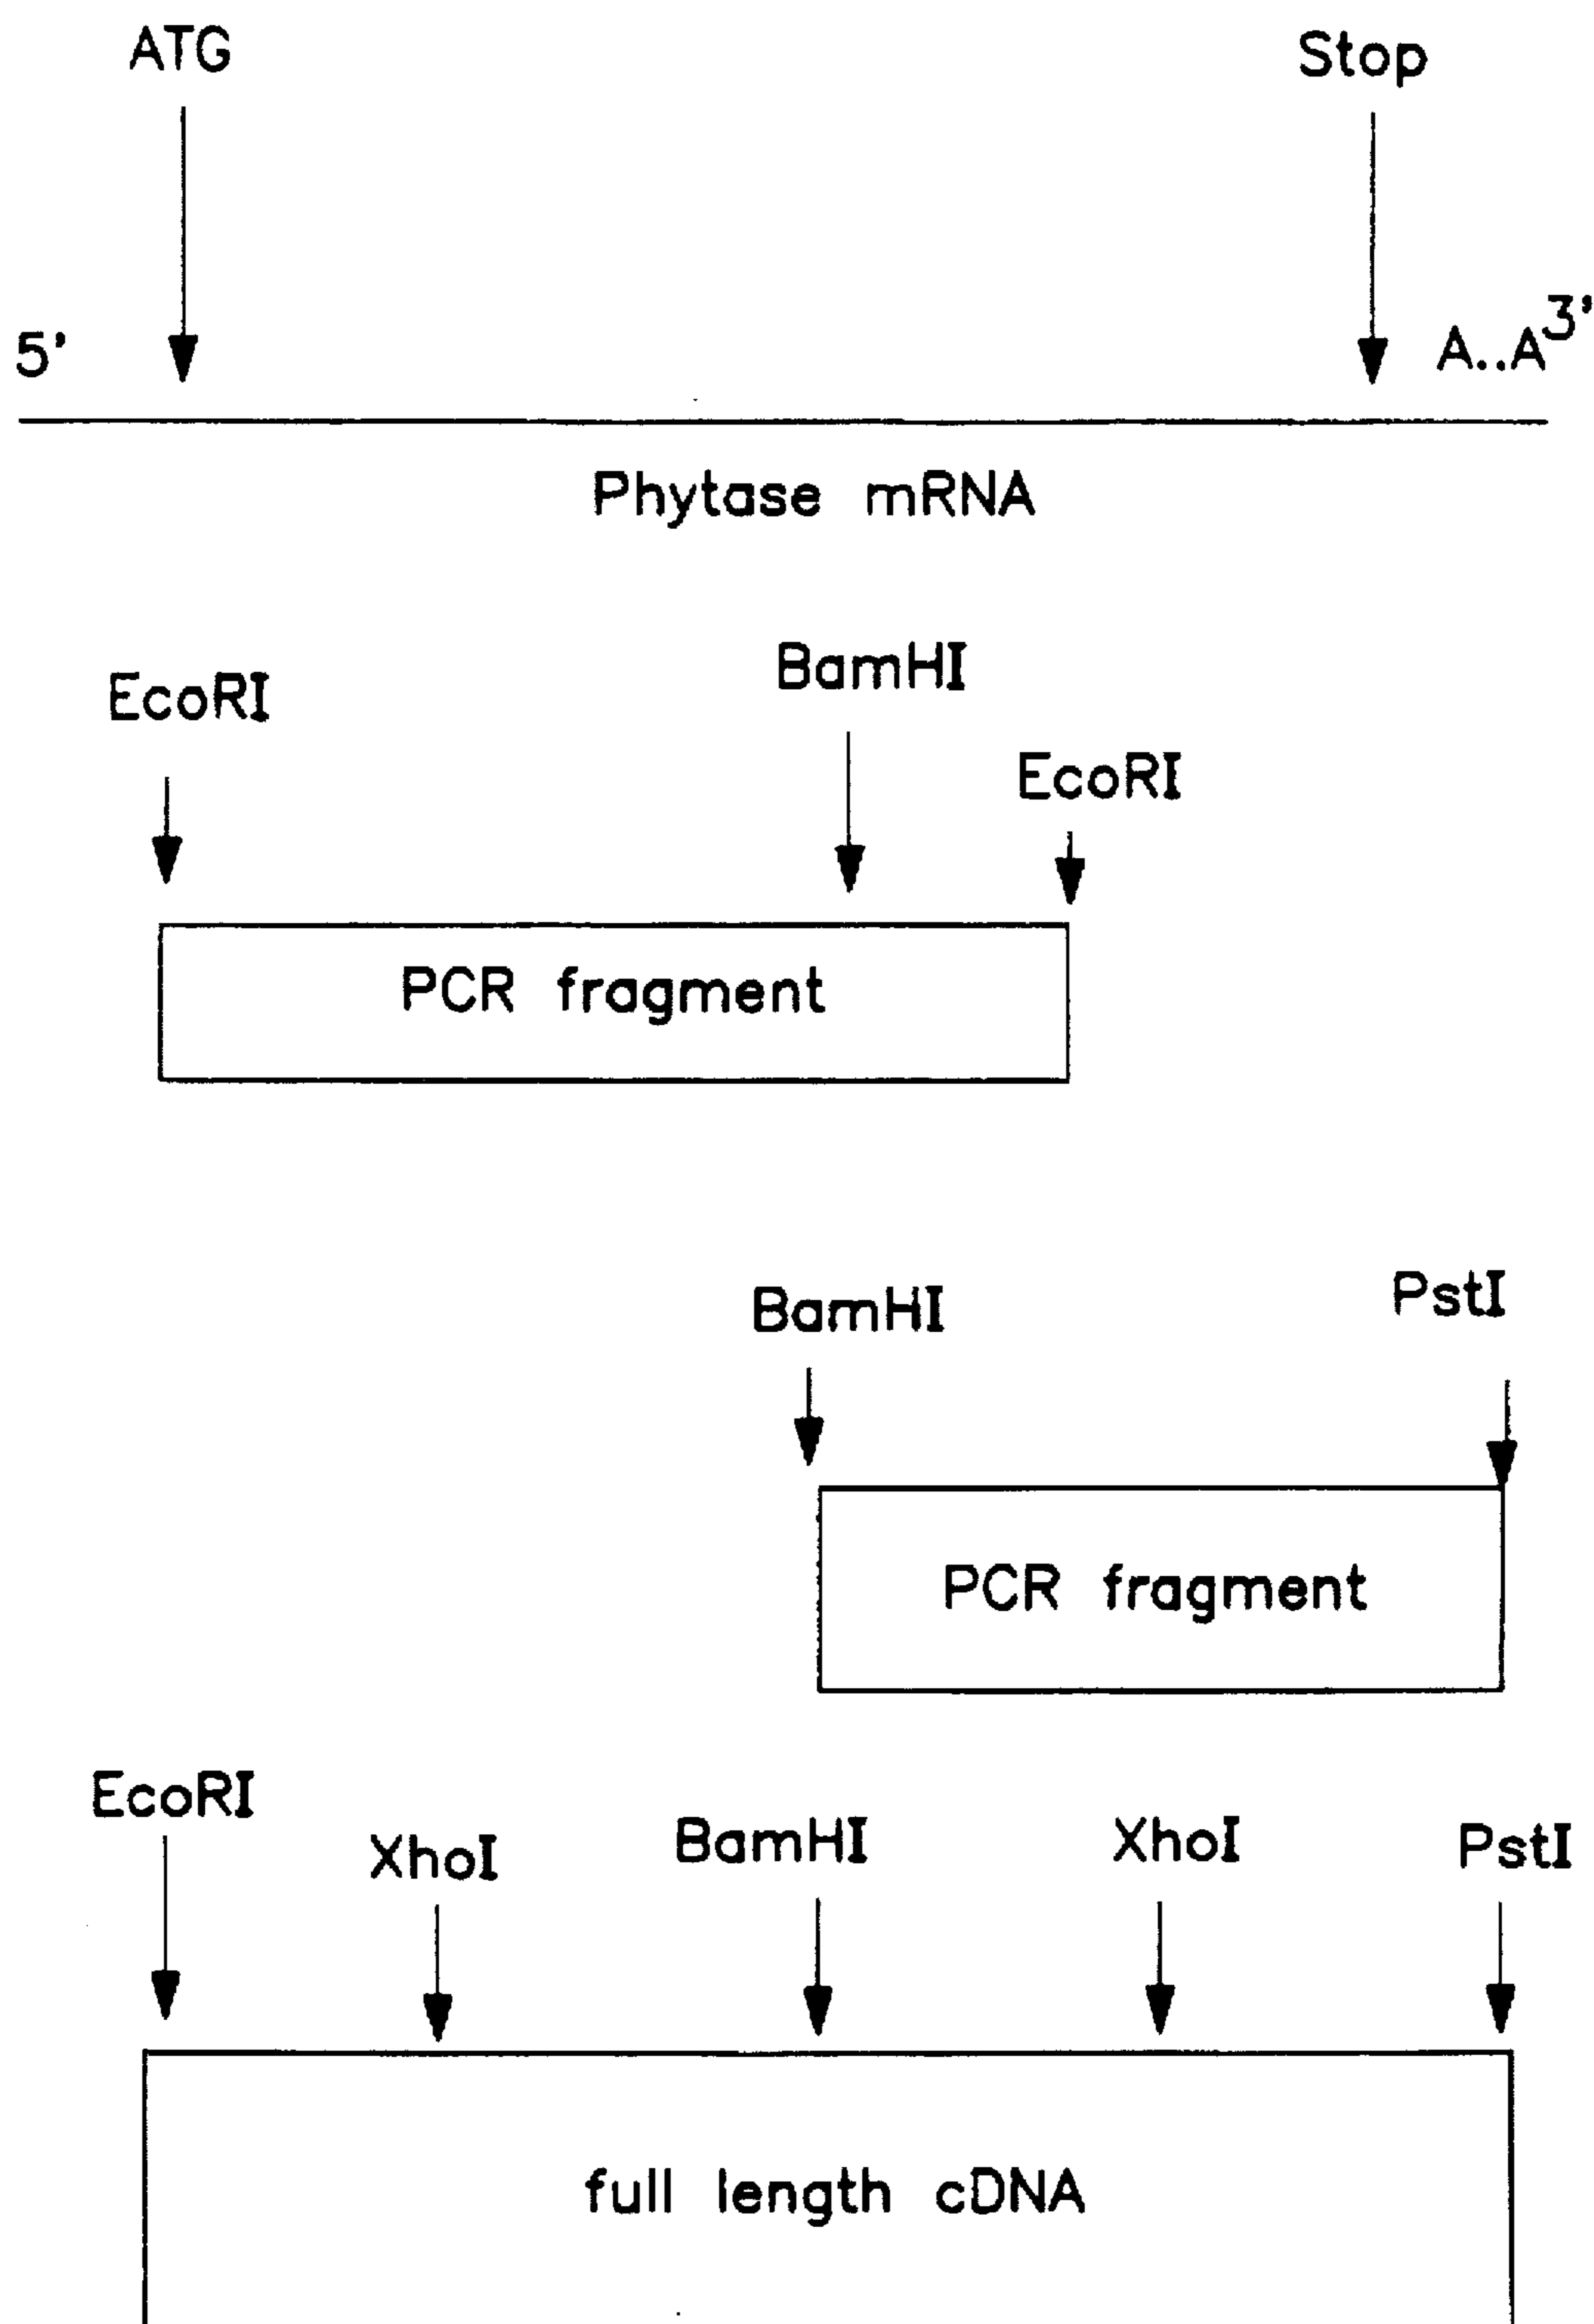 ATG
Stop
5'
A..A3'
Phytase mRNA
BamHI
EcoRI
EcoRI
PCR fragment
BamHI
PstI
PCR fragment
EcoRI
XhoI
BamHI
XhoI
PstI
full length cDNA